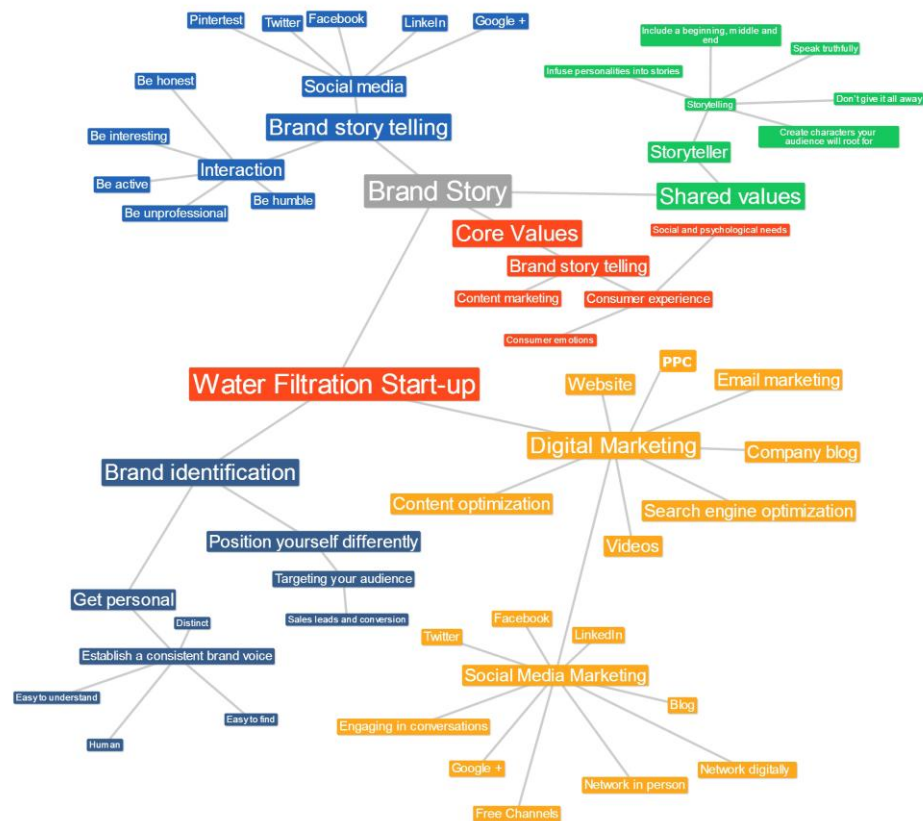 Pintertest
Twitter
Facebook
LinkeIn
Google +
Social media
Be honest
Brand story telling
Be interesting
Interaction
Be active
Be humble
Be unprofessional
Include a beginning, middle and
end
Speak truthfully
Infuse personalities into stories
Storytelling
Don't give it all away
Create characters your
audience will root for
Storyteller
Brand Story
Shared values
Core Values
Social and psychological needs
Brand story telling
Content marketing
Consumer experience
Consumer emotions
Water Filtration Start-up
PPC
Website
Email marketing
Digital Marketing
Company blog
Content optimization
Search engine optimization
Videos
Brand identification
Position yourself differently
Targeting your audience
Sales leads and conversion
Get personal
Distinct
Establish a consistent brand voice
Easy to understand
Easy to find
Human
Facebook
Twitter
LinkedIn
Social Media Marketing
Blog
Engaging in conversations
Google +
Network digitally
Network in person
Free Channels